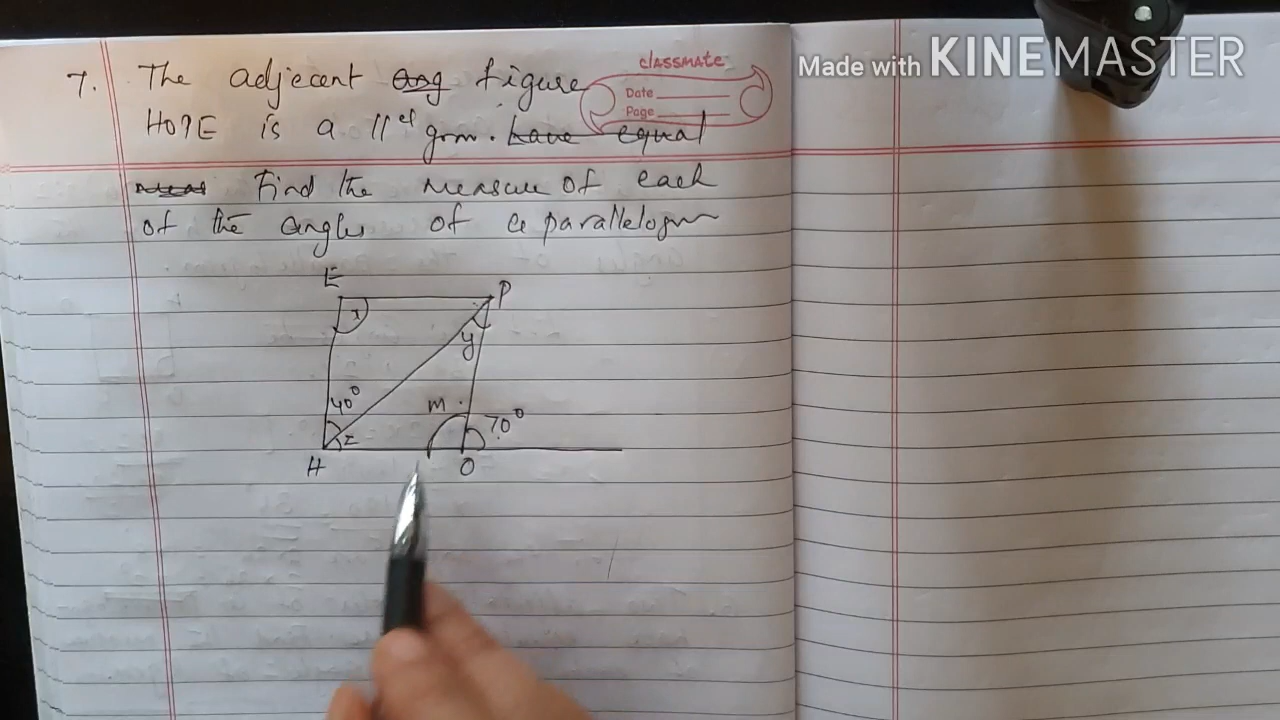 Made with KINEMASTER
classmate
Date
Page
7. The adjecent Ang figure
HOPE is a ||el grm. have equal
Find the measure of each
of the angles of a parallelogm
E
P
x
y
40°
z
m
70°
H
O